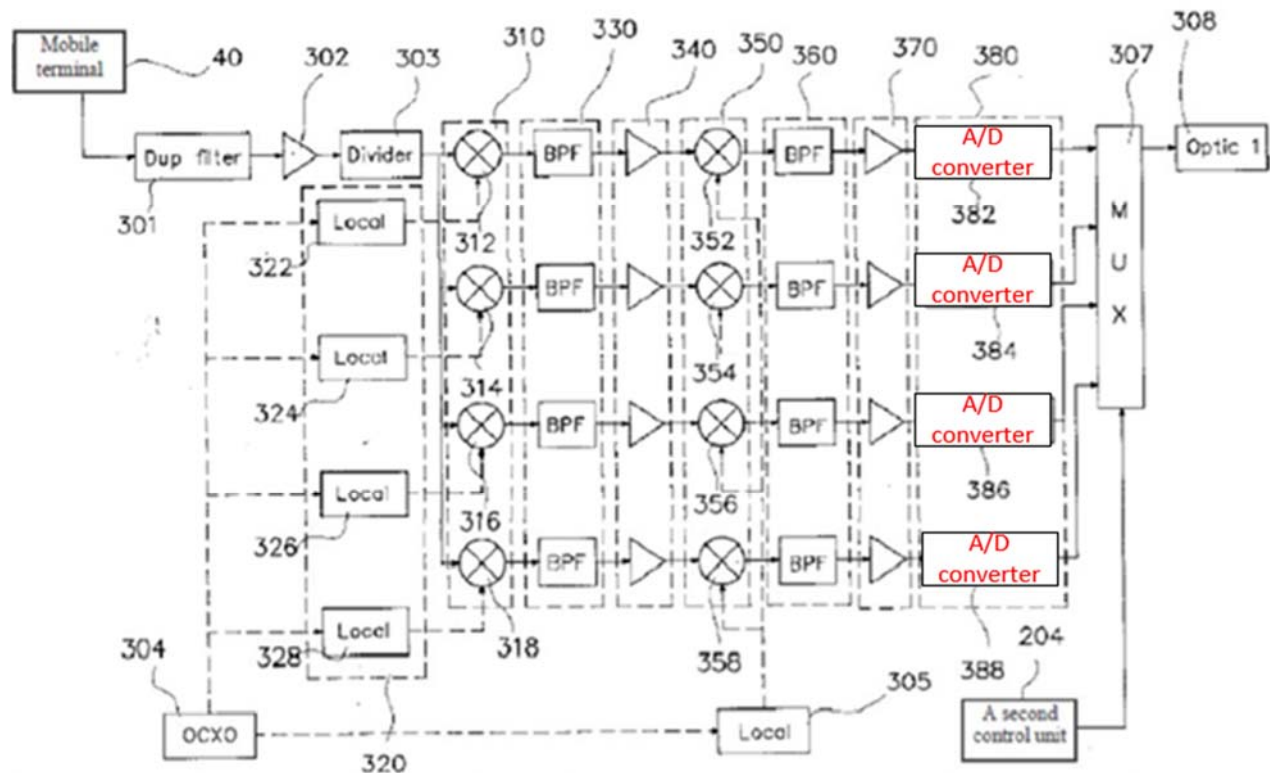 Mobile
terminal
40
302
303
310
330
340
350
360
370
380
307
308
Dup filter
Divider
BPF
BPF
A/D
converter
Optic 1
301
Local
322
312
352
382
M
U
X
BPF
BPF
A/D
converter
Local
324
314
354
384
BPF
BPF
A/D
converter
Local
326
316
356
386
BPF
BPF
A/D
converter
Local
328
318
358
388
204
304
OCXO
320
305
Local
A second
control unit